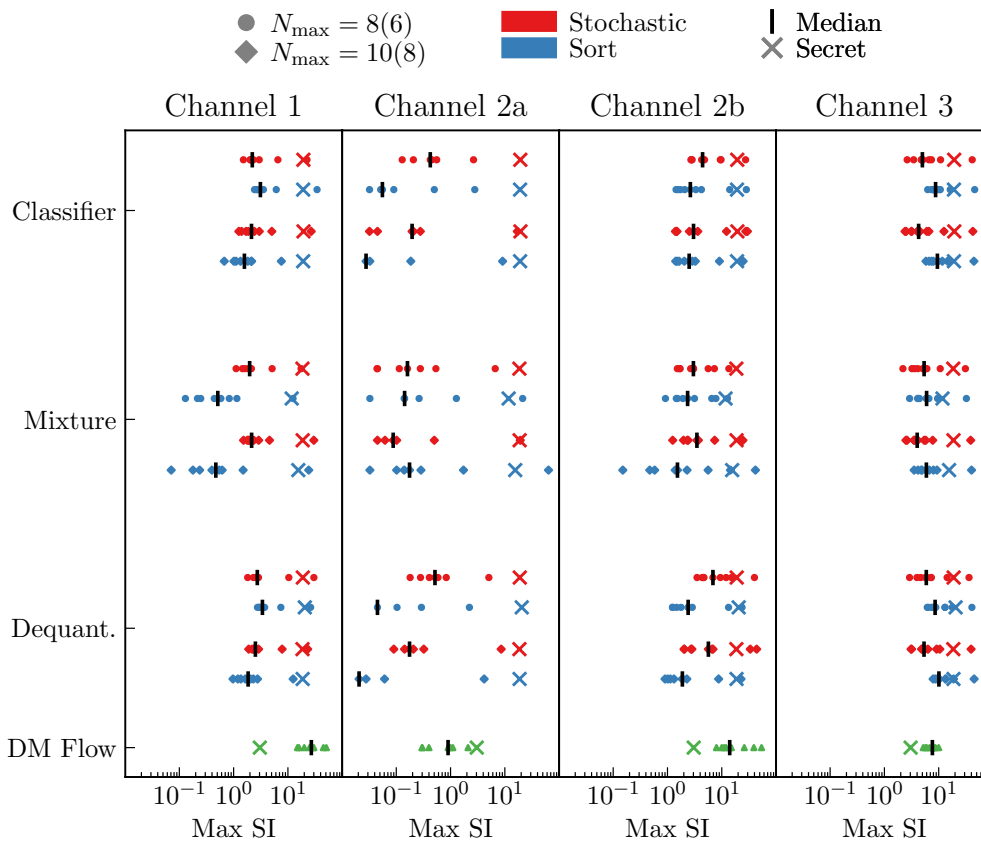 N_max = 8(6) Stochastic Median
N_max = 10(8) Sort Secret
Channel 1 Channel 2a Channel 2b Channel 3
Classifier
Mixture
Dequant.
DM Flow
10^−1 10^0 10^1 10^−1 10^0 10^1 10^−1 10^0 10^1 10^−1 10^0 10^1
Max SI Max SI Max SI Max SI